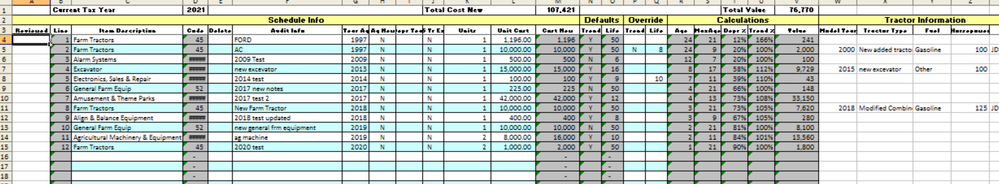 A B C D E F G H I J K L M N O P Q R S T U V W X Y Z
1 Current Tax Year 2021 Total Cost New 107,421 Total Value 76,770
2 Schedule Info Defaults Override Calculations Tractor Information
3 Reviewed Line Item Description Code Delete Audit Info Year Aq Aq New Units Unit Cost Cost New Trend Life Trend Life Age MaxAge Depr % Trend % Value Model Year Tractor Type Fuel
4 1 Farm Tractors 45 FORD 1997 N N 1 1,196.00 1,196 Y 50 24 21 12% 166% 241
5 2 Farm Tractors 45 AC 1997 N N 1 10,000.00 10,000 Y 50 N 8 24 9 20% 100% 2,000 2000 New added tracto Gasoline 100 JD
6 3 Alarm Systems ##### 2009 Test 2009 N N 1 500.00 500 N 6 12 7 20% 100% 100
7 4 Excavator ##### new excevator 2013 N N 1 15,000.00 15,000 Y 16 8 17 58% 112% 9,729 2015 new excevator Other 100
8 5 Electronics, Sales & Repair ##### 2014 test 2014 N N 1 100.00 100 Y 9 10 7 11 39% 110% 43
9 6 General Farm Equip 52 2017 new notes 2017 N N 1 225.00 225 N 50 4 21 66% 100% 148
10 7 Amusement & Theme Parks ##### 2017 test 2 2017 N N 1 42,000.00 42,000 Y 12 4 13 73% 108% 33,150
11 8 Farm Tractors 45 New Farm Tractor 2018 N N 1 10,000.00 10,000 Y 50 3 21 73% 105% 7,620 2018 Modified Combin Gasoline 125 JD
12 9 Align & Balance Equipment ##### 2018 test updated 2018 N N 1 400.00 400 Y 8 3 9 67% 105% 280
13 10 General Farm Equip 52 new general frm equipment 2019 N N 1 10,000.00 10,000 N 50 2 21 81% 100% 8,100
14 11 Agricultural Machinery & Equipment ##### ag machine 2019 N N 2 8,000.00 16,000 Y 10 2 11 84% 101% 13,560
15 12 Farm Tractors 45 2020 test 2020 N N 2 1,000.00 2,000 Y 50 1 21 90% 100% 1,800
16 - - -
17 - - -
18 - - -